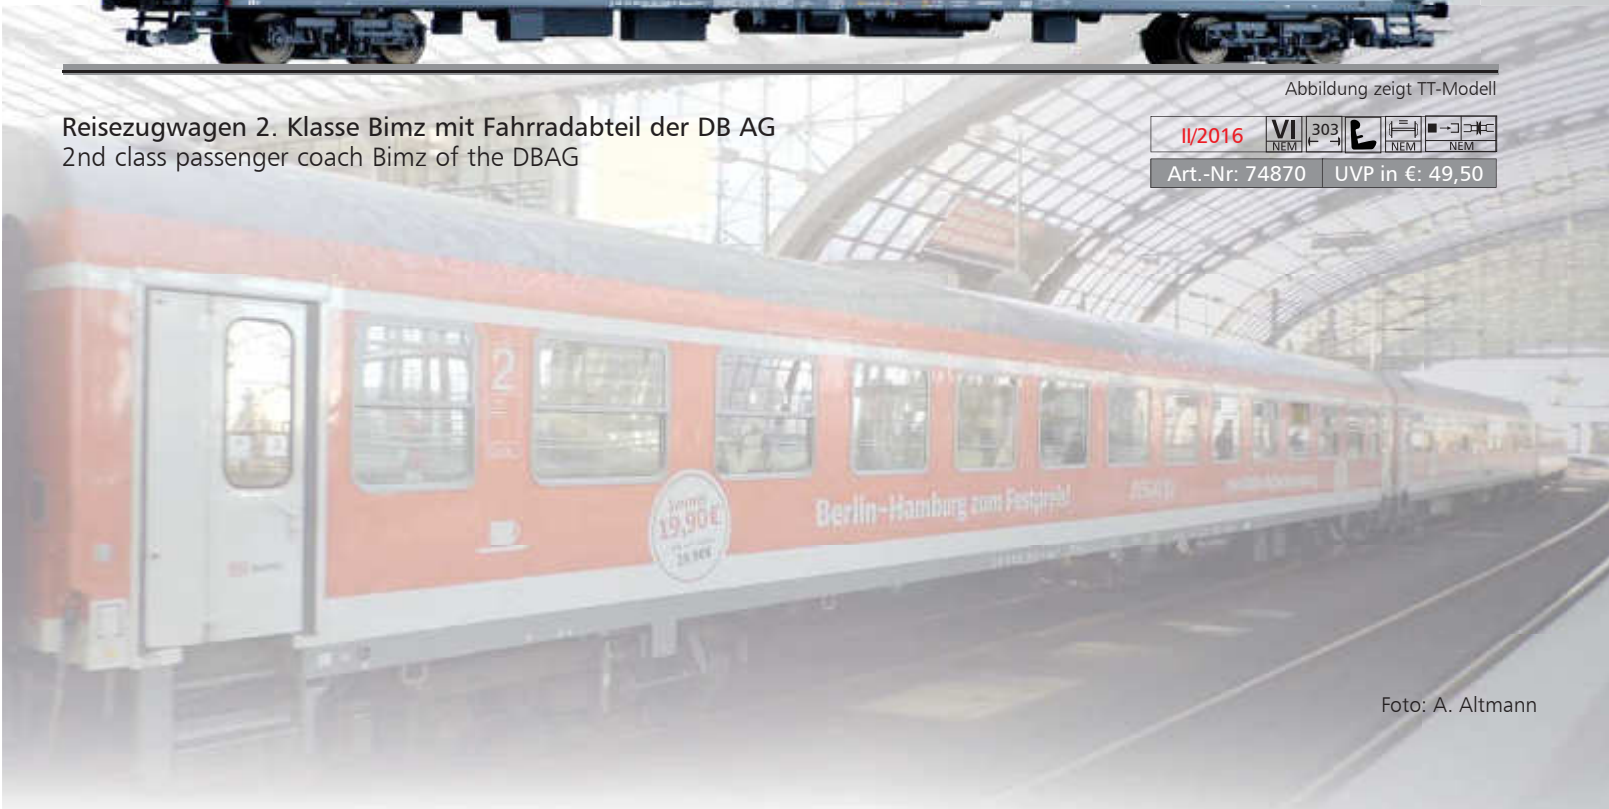 Abbildung zeigt TT-Modell
Reisezugwagen 2. Klasse Bimz mit Fahrradabteil der DB AG
2nd class passenger coach Bimz of the DBAG
II/2016
VI
NEM
303
NEM
NEM
Art.-Nr: 74870
UVP in €: 49,50
2
19,90€
Berlin-Hamburg zum Festpreis!
Foto: A. Altmann